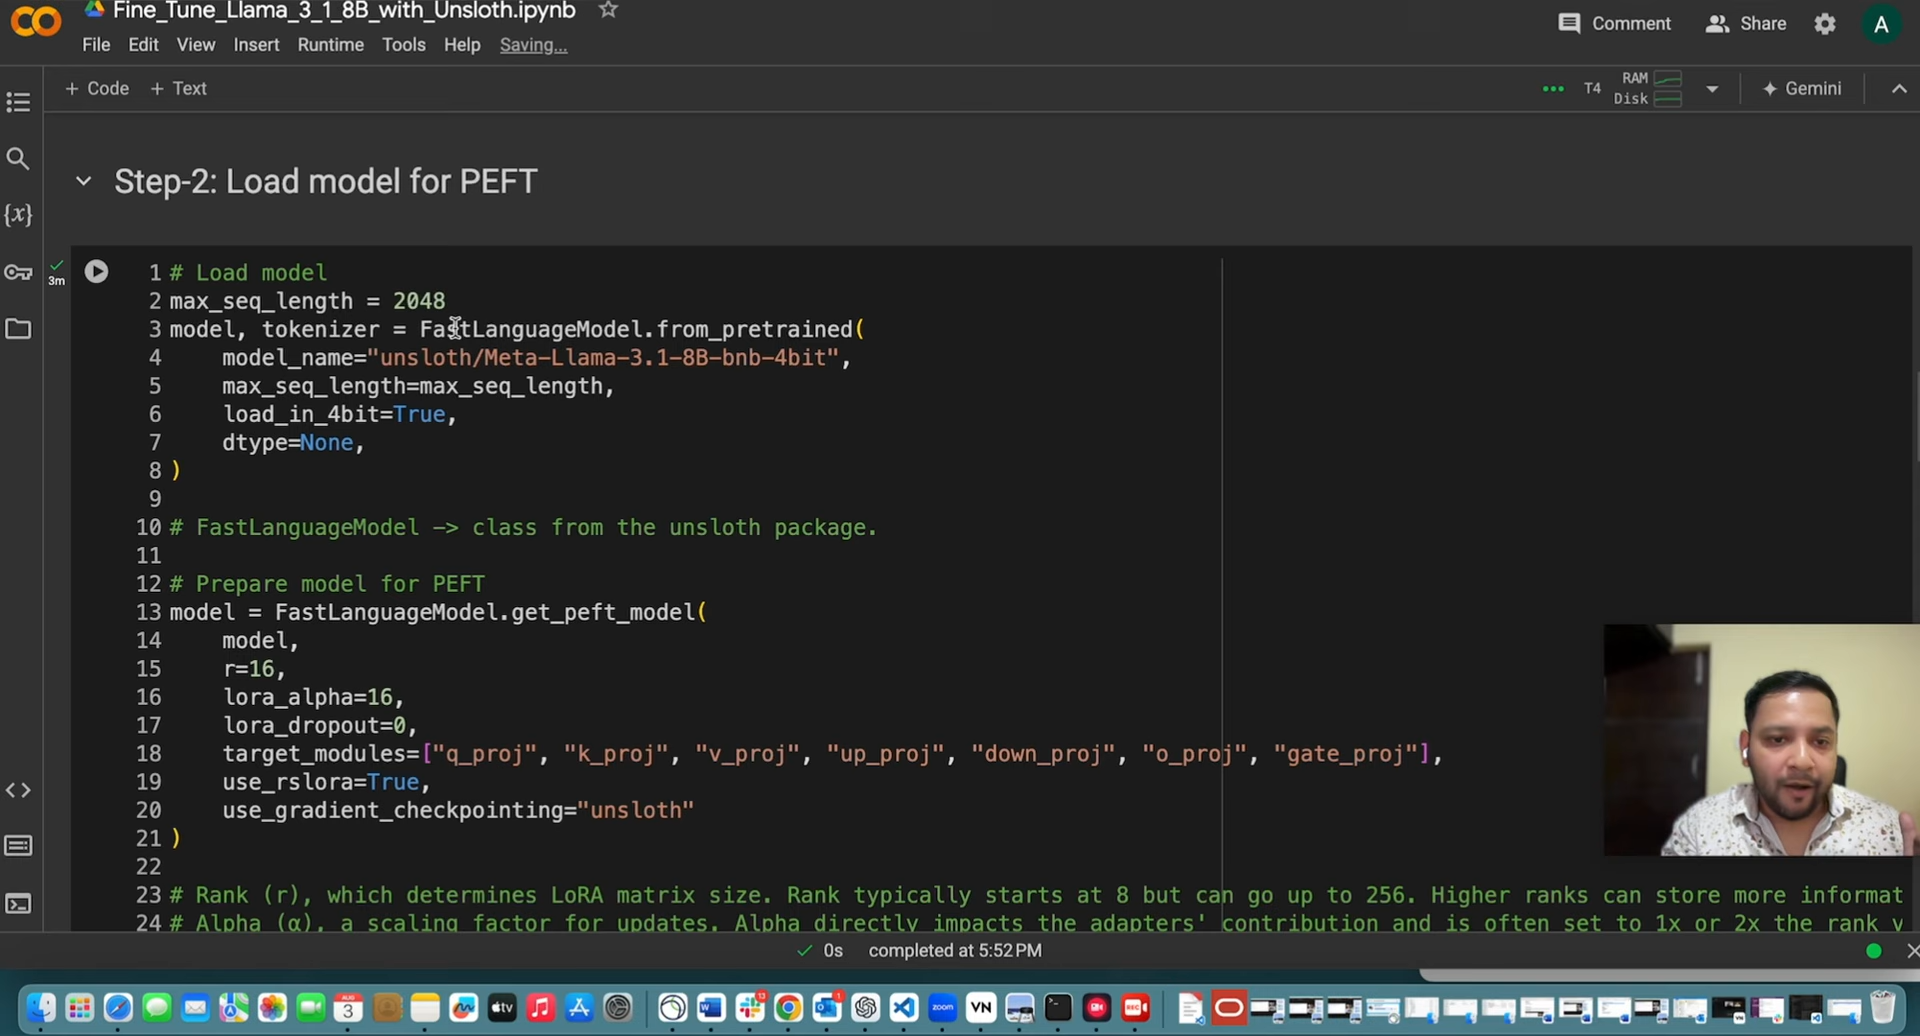 Fine_Tune_Llama_3_1_8B_with_Unsloth.ipynb
Comment
Share
A
File Edit View Insert Runtime Tools Help Saving...
+ Code + Text
T4
RAM
Disk
Gemini
Step-2: Load model for PEFT
3m
1 # Load model
2 max_seq_length = 2048
3 model, tokenizer = FastLanguageModel.from_pretrained(
4     model_name="unsloth/Meta-Llama-3.1-8B-bnb-4bit",
5     max_seq_length=max_seq_length,
6     load_in_4bit=True,
7     dtype=None,
8 )
9
10 # FastLanguageModel -> class from the unsloth package.
11
12 # Prepare model for PEFT
13 model = FastLanguageModel.get_peft_model(
14     model,
15     r=16,
16     lora_alpha=16,
17     lora_dropout=0,
18     target_modules=["q_proj", "k_proj", "v_proj", "up_proj", "down_proj", "o_proj", "gate_proj"],
19     use_rslora=True,
20     use_gradient_checkpointing="unsloth"
21 )
22
23 # Rank (r), which determines LoRA matrix size. Rank typically starts at 8 but can go up to 256. Higher ranks can store more informat
24 # Alpha (α), a scaling factor for updates. Alpha directly impacts the adapters' contribution and is often set to 1x or 2x the rank v
0s completed at 5:52 PM
AUG
3
tv
13
W
1
zoom
VN
REC